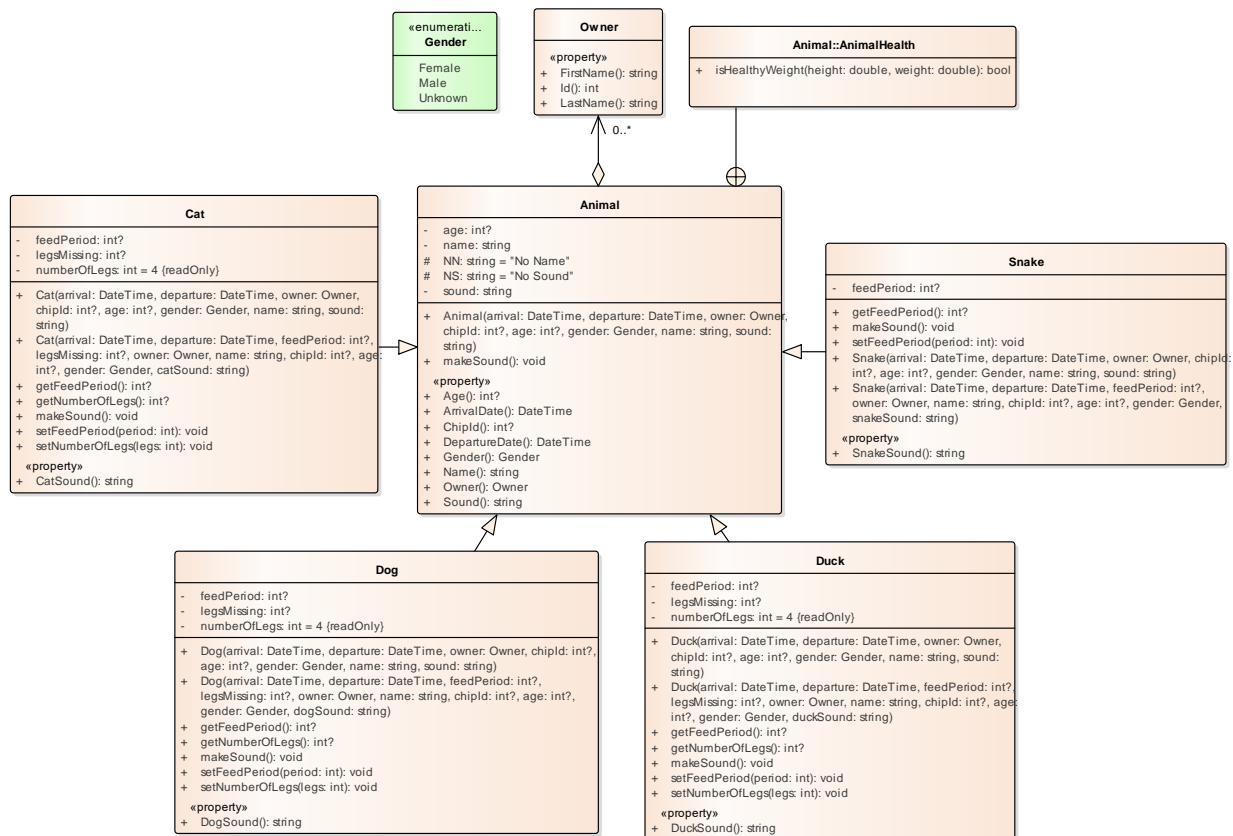 «enumerati...
Gender
Female
Male
Unknown
Owner
«property»
+ FirstName(): string
+ Id(): int
+ LastName(): string
Animal::AnimalHealth
+ isHealthyWeight(height: double, weight: double): bool
0..*
Cat
- feedPeriod: int?
- legsMissing: int?
- numberOfLegs: int = 4 {readOnly}
+ Cat(arrival: DateTime, departure: DateTime, owner: Owner,
chipId: int?, age: int?, gender: Gender, name: string, sound:
string)
+ Cat(arrival: DateTime, departure: DateTime, feedPeriod: int?,
legsMissing: int?, owner: Owner, name: string, chipId: int?, age:
int?, gender: Gender, catSound: string)
+ getFeedPeriod(): int?
+ getNumberOfLegs(): int?
+ makeSound(): void
+ setFeedPeriod(period: int): void
+ setNumberOfLegs(legs: int): void
«property»
+ CatSound(): string
Animal
- age: int?
- name: string
# NN: string = "No Name"
# NS: string = "No Sound"
- sound: string
+ Animal(arrival: DateTime, departure: DateTime, owner: Owner,
chipId: int?, age: int?, gender: Gender, name: string, sound:
string)
+ makeSound(): void
«property»
+ Age(): int?
+ ArrivalDate(): DateTime
+ ChipId(): int?
+ DepartureDate(): DateTime
+ Gender(): Gender
+ Name(): string
+ Owner(): Owner
+ Sound(): string
Snake
- feedPeriod: int?
+ getFeedPeriod(): int?
+ makeSound(): void
+ setFeedPeriod(period: int): void
+ Snake(arrival: DateTime, departure: DateTime, owner: Owner, chipId:
int?, age: int?, gender: Gender, name: string, sound: string)
+ Snake(arrival: DateTime, departure: DateTime, feedPeriod: int?,
owner: Owner, name: string, chipId: int?, age: int?, gender: Gender,
snakeSound: string)
«property»
+ SnakeSound(): string
Dog
- feedPeriod: int?
- legsMissing: int?
- numberOfLegs: int = 4 {readOnly}
+ Dog(arrival: DateTime, departure: DateTime, owner: Owner, chipId: int?,
age: int?, gender: Gender, name: string, sound: string)
+ Dog(arrival: DateTime, departure: DateTime, feedPeriod: int?,
legsMissing: int?, owner: Owner, name: string, chipId: int?, age: int?,
gender: Gender, dogSound: string)
+ getFeedPeriod(): int?
+ getNumberOfLegs(): int?
+ makeSound(): void
+ setFeedPeriod(period: int): void
+ setNumberOfLegs(legs: int): void
«property»
+ DogSound(): string
Duck
- feedPeriod: int?
- legsMissing: int?
- numberOfLegs: int = 4 {readOnly}
+ Duck(arrival: DateTime, departure: DateTime, owner: Owner,
chipId: int?, age: int?, gender: Gender, name: string, sound:
string)
+ Duck(arrival: DateTime, departure: DateTime, feedPeriod: int?,
legsMissing: int?, owner: Owner, name: string, chipId: int?, age:
int?, gender: Gender, duckSound: string)
+ getFeedPeriod(): int?
+ getNumberOfLegs(): int?
+ makeSound(): void
+ setFeedPeriod(period: int): void
+ setNumberOfLegs(legs: int): void
«property»
+ DuckSound(): string